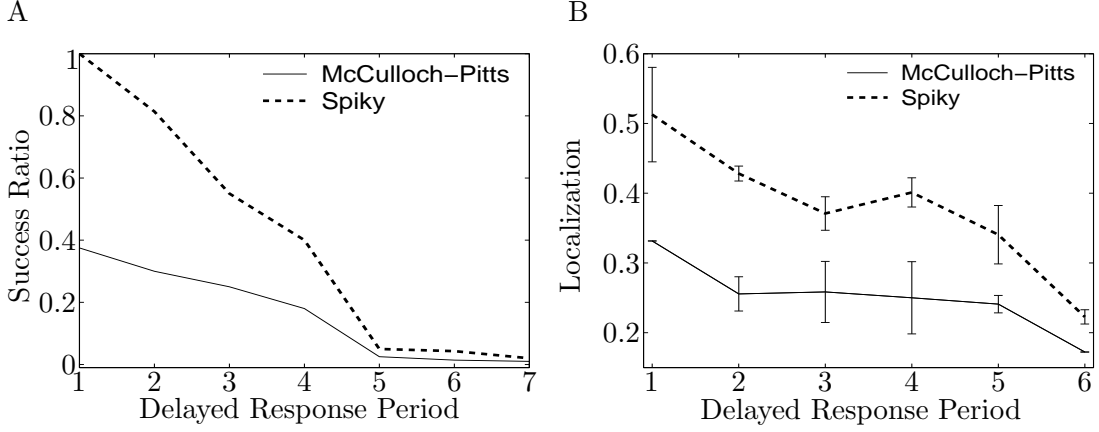 A
Success Ratio
1
0.8
0.6
0.4
0.2
0
McCulloch−Pitts
Spiky
1 2 3 4 5 6 7
Delayed Response Period
B
Localization
0.6
0.5
0.4
0.3
0.2
McCulloch−Pitts
Spiky
1 2 3 4 5 6
Delayed Response Period